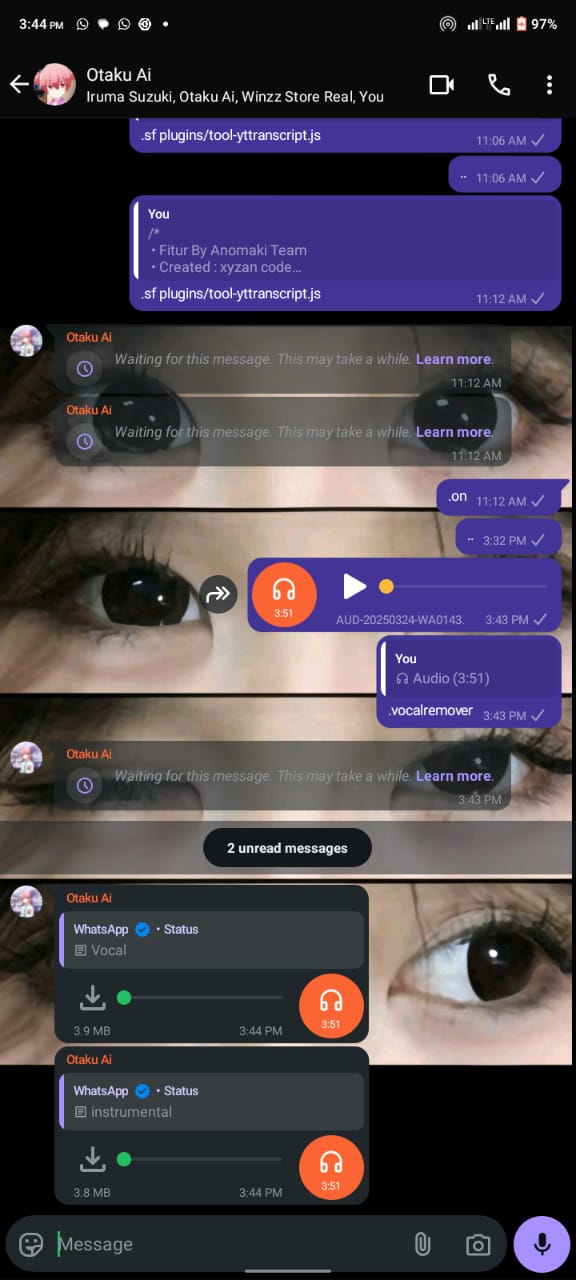 3:44 PM
LTE
97%
Otaku Ai
Iruma Suzuki, Otaku Ai, Winzz Store Real, You
.sf plugins/tool-yttranscript.js
11:06 AM
..
11:06 AM
You
/*
• Fitur By Anomaki Team
• Created : xyzan code...
.sf plugins/tool-yttranscript.js
11:12 AM
Otaku Ai
Waiting for this message. This may take a while. Learn more.
11:12 AM
Otaku Ai
Waiting for this message. This may take a while. Learn more.
11:12 AM
.on
11:12 AM
..
3:32 PM
3:51
AUD-20250324-WA0143.
3:43 PM
You
Audio (3:51)
.vocalremover
3:43 PM
Otaku Ai
Waiting for this message. This may take a while. Learn more.
3:43 PM
2 unread messages
Otaku Ai
WhatsApp • Status
Vocal
3:51
3.9 MB
3:44 PM
Otaku Ai
WhatsApp • Status
instrumental
3:51
3.8 MB
3:44 PM
Message